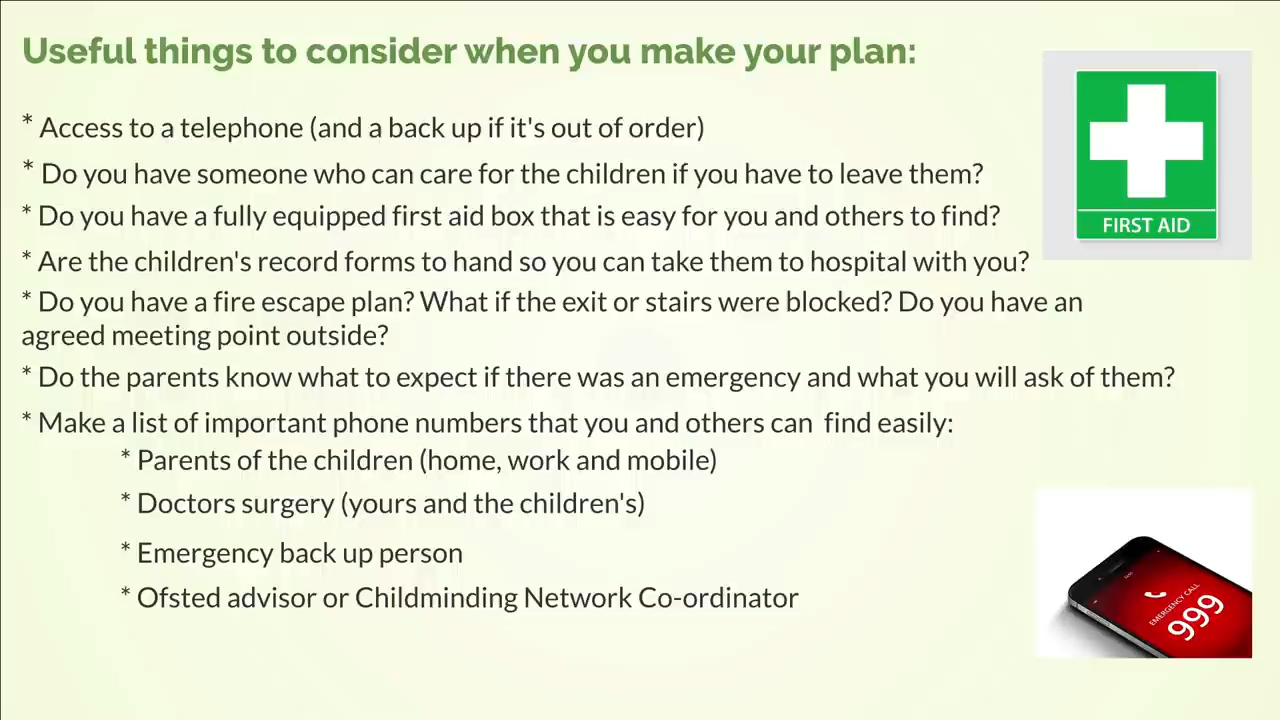 Useful things to consider when you make your plan:
* Access to a telephone (and a back up if it's out of order)
* Do you have someone who can care for the children if you have to leave them?
* Do you have a fully equipped first aid box that is easy for you and others to find?
FIRST AID
* Are the children's record forms to hand so you can take them to hospital with you?
* Do you have a fire escape plan? What if the exit or stairs were blocked? Do you have an
agreed meeting point outside?
* Do the parents know what to expect if there was an emergency and what you will ask of them?
* Make a list of important phone numbers that you and others can  find easily:
* Parents of the children (home, work and mobile)
* Doctors surgery (yours and the children's)
* Emergency back up person
* Ofsted advisor or Childminding Network Co-ordinator
EMERGENCY CALL
999